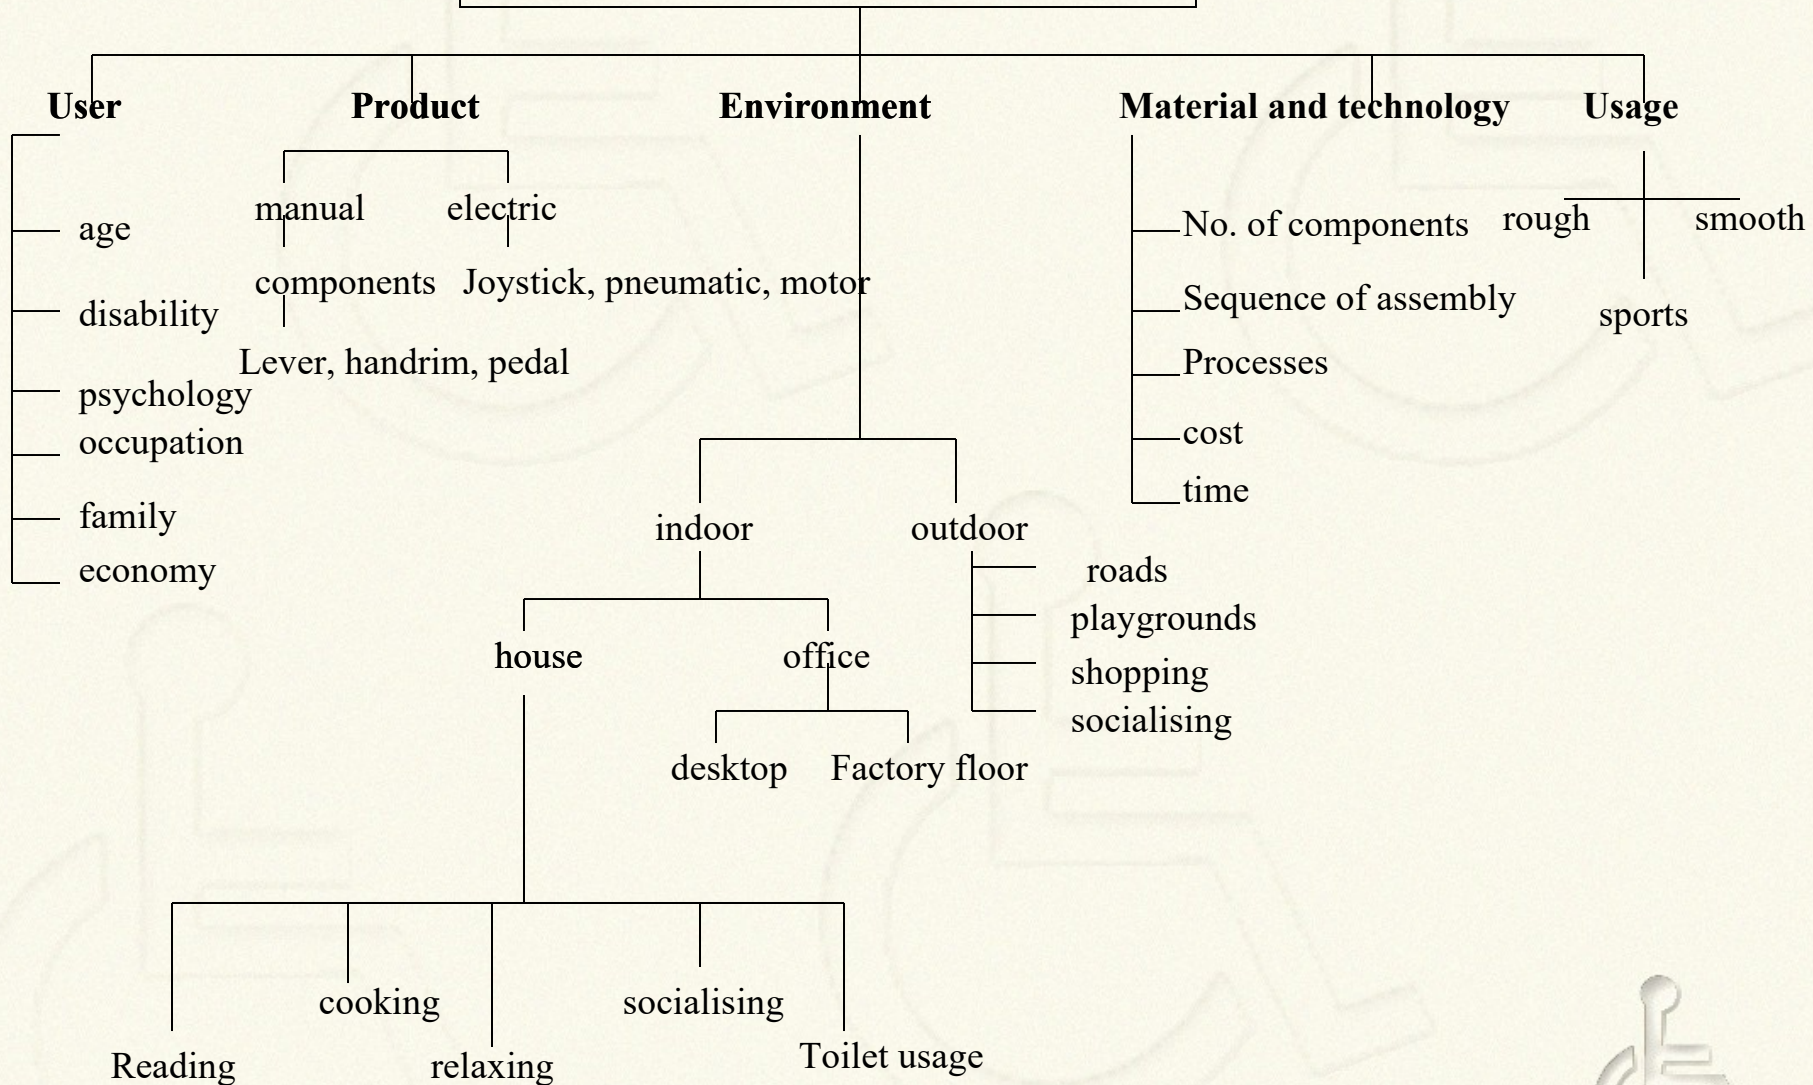 User
Product
Environment
Material and technology
Usage
age
disability
psychology
occupation
family
economy
manual
electric
components
Joystick, pneumatic, motor
Lever, handrim, pedal
indoor
outdoor
house
office
desktop
Factory floor
Reading
cooking
relaxing
socialising
Toilet usage
roads
playgrounds
shopping
socialising
No. of components
Sequence of assembly
Processes
cost
time
rough
smooth
sports